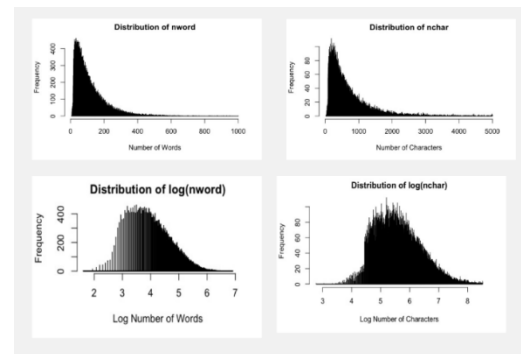 Distribution of nword
Frequency
0 100 200 300 400
0 200 400 600 800 1000
Number of Words
Distribution of nchar
Frequency
0 20 40 60 80
0 1000 2000 3000 4000 5000
Number of Characters
Distribution of log(nword)
Frequency
0 200 400
2 3 4 5 6 7
Log Number of Words
Distribution of log(nchar)
Frequency
0 20 40 60 80
3 4 5 6 7 8
Log Number of Characters